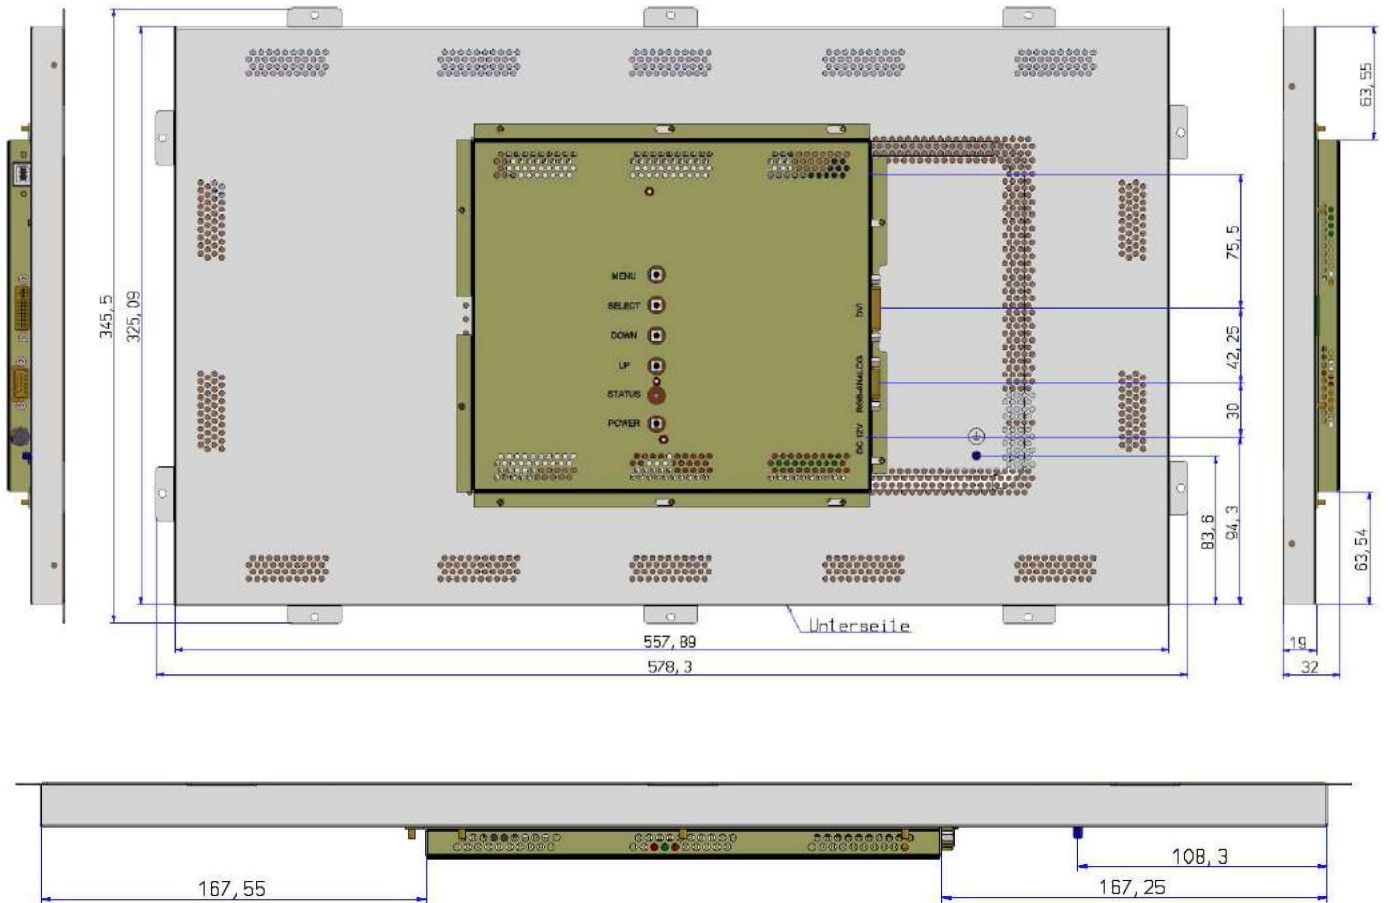 63,55
345,5
325,09
75,5
MENU
SELECT
DOWN
UP
STATUS
POWER
DVI
RGB-ANALOG
DC 12V
42,25
30
83,6
94,3
63,54
Unterseite
557,89
578,3
19
32
108,3
167,55
167,25